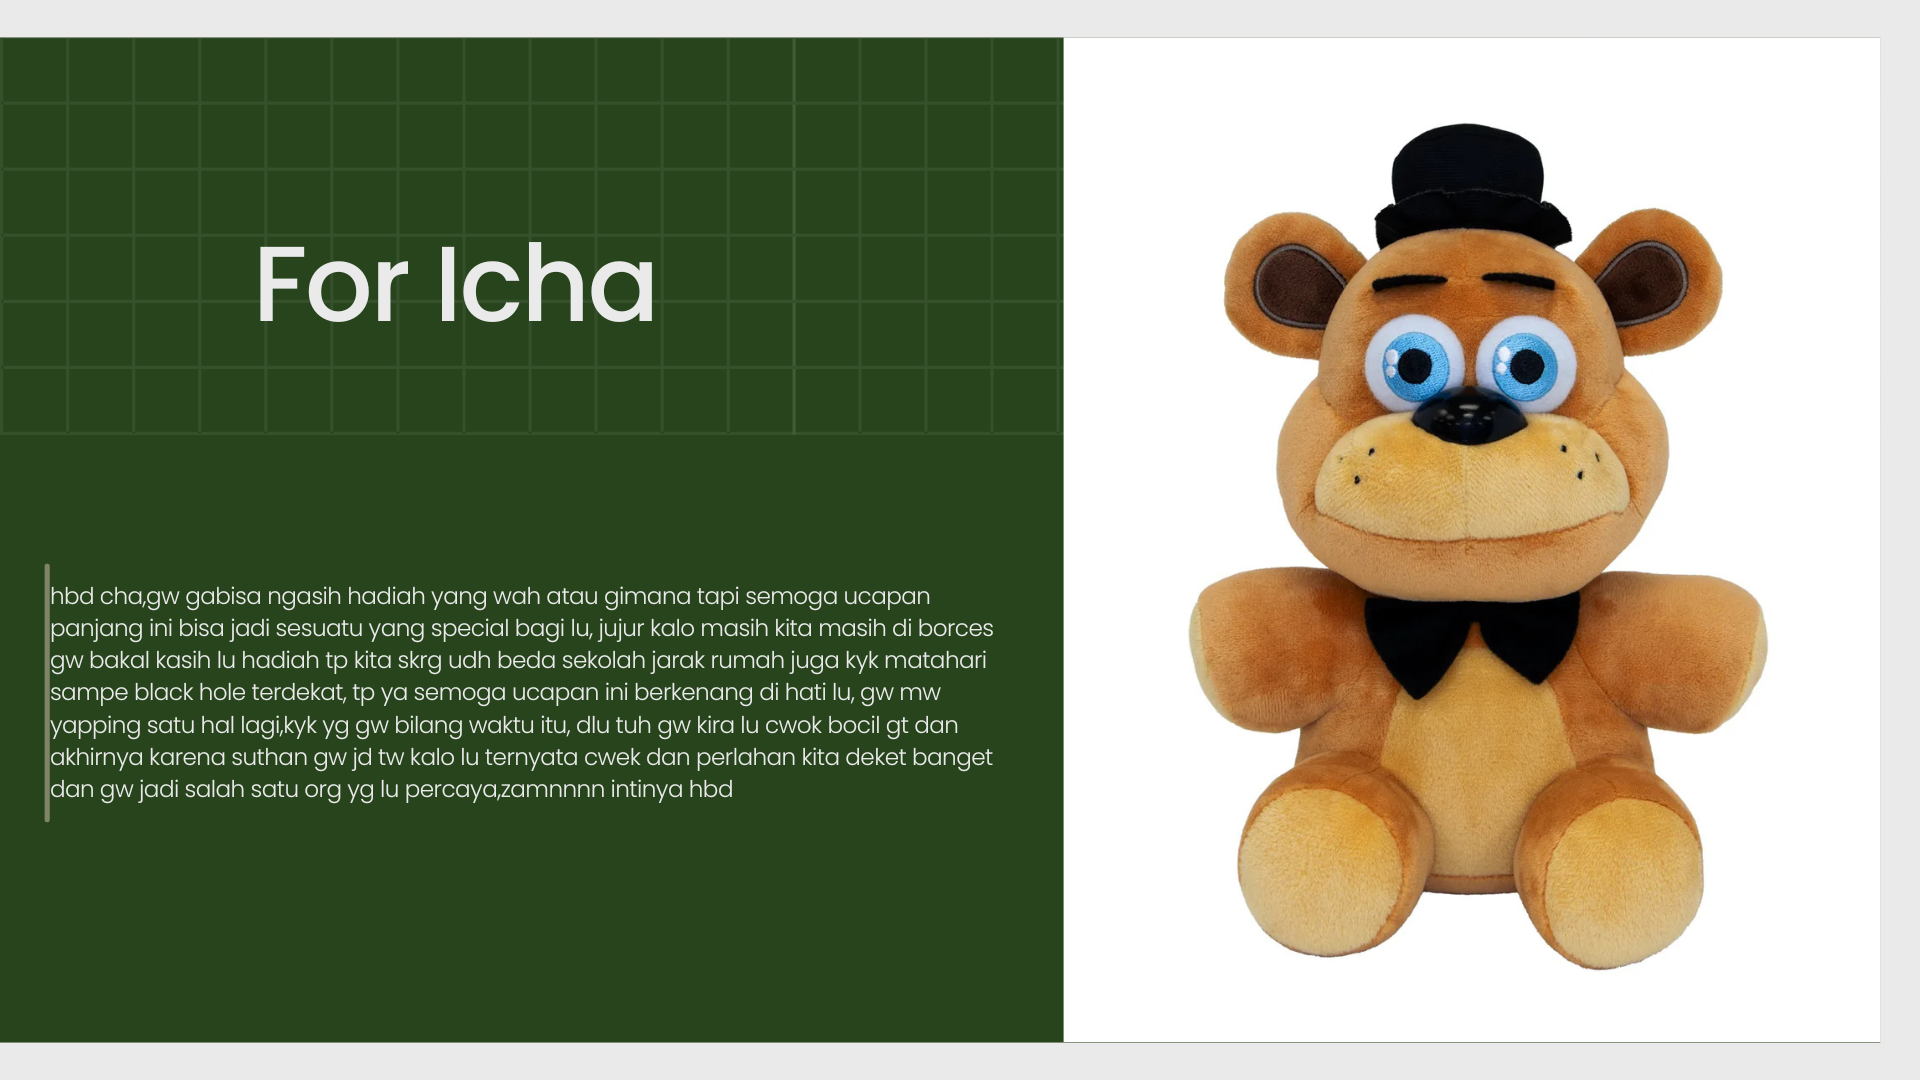 For Icha
hbd cha,gw gabisa ngasih hadiah yang wah atau gimana tapi semoga ucapan
panjang ini bisa jadi sesuatu yang special bagi lu, jujur kalo masih kita masih di borces
gw bakal kasih lu hadiah tp kita skrg udh beda sekolah jarak rumah juga kyk matahari
sampe black hole terdekat, tp ya semoga ucapan ini berkenang di hati lu, gw mw
yapping satu hal lagi,kyk yg gw bilang waktu itu, dlu tuh gw kira lu cwok bocil gt dan
akhirnya karena suthan gw jd tw kalo lu ternyata cwek dan perlahan kita deket banget
dan gw jadi salah satu org yg lu percaya,zamnnnn intinya hbd